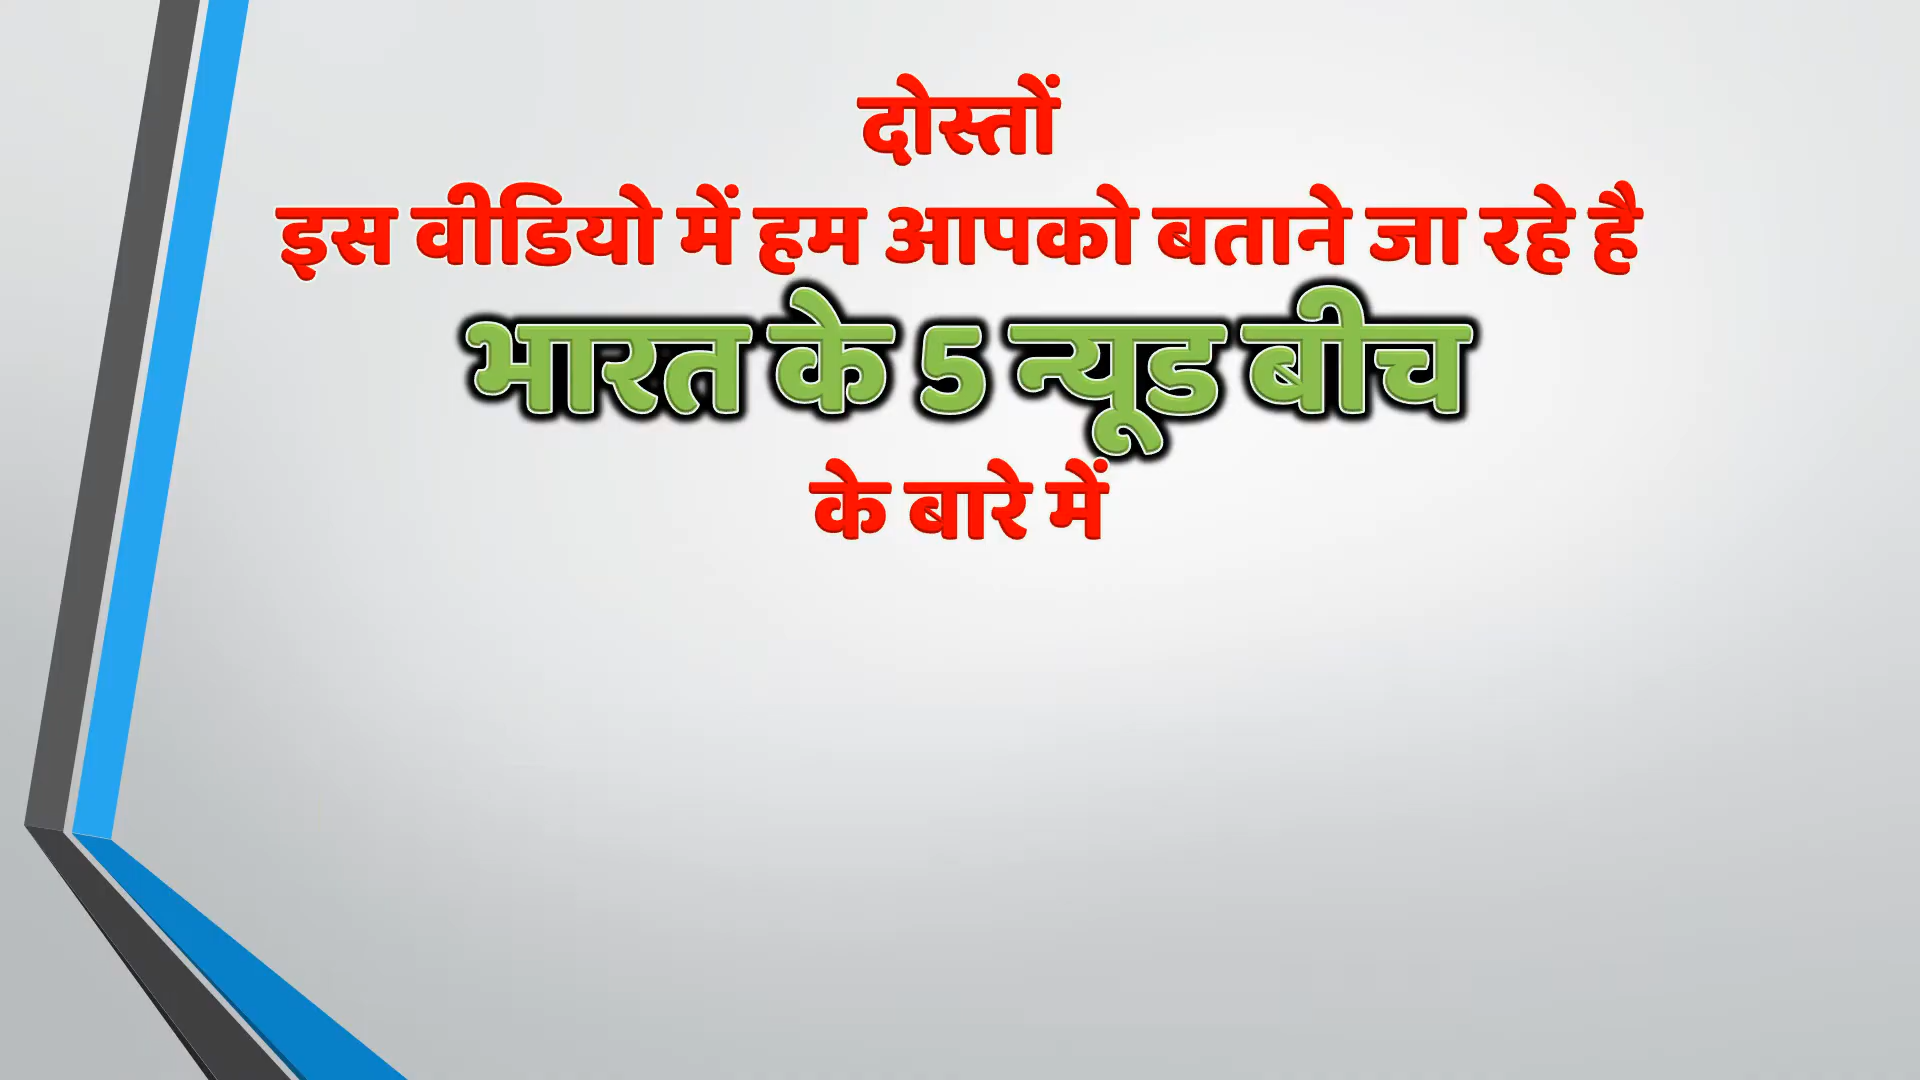 दोस्तों
इस वीडियो में हम आपको बताने जा रहे है
भारत के 5 न्यूड बीच
के बारे में